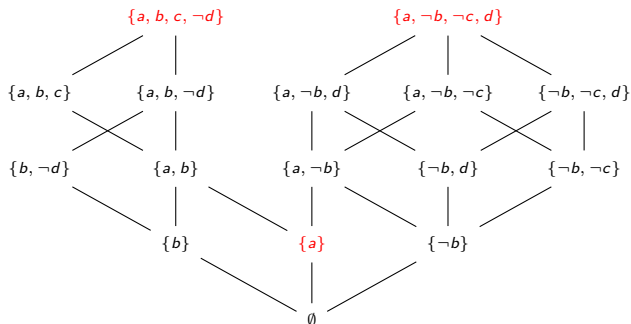 {a, b, c, ¬d} {a, ¬b, ¬c, d}
{a, b, c} {a, b, ¬d} {a, ¬b, d} {a, ¬b, ¬c} {¬b, ¬c, d}
{b, ¬d} {a, b} {a, ¬b} {¬b, d} {¬b, ¬c}
{b} {a} {¬b}
∅